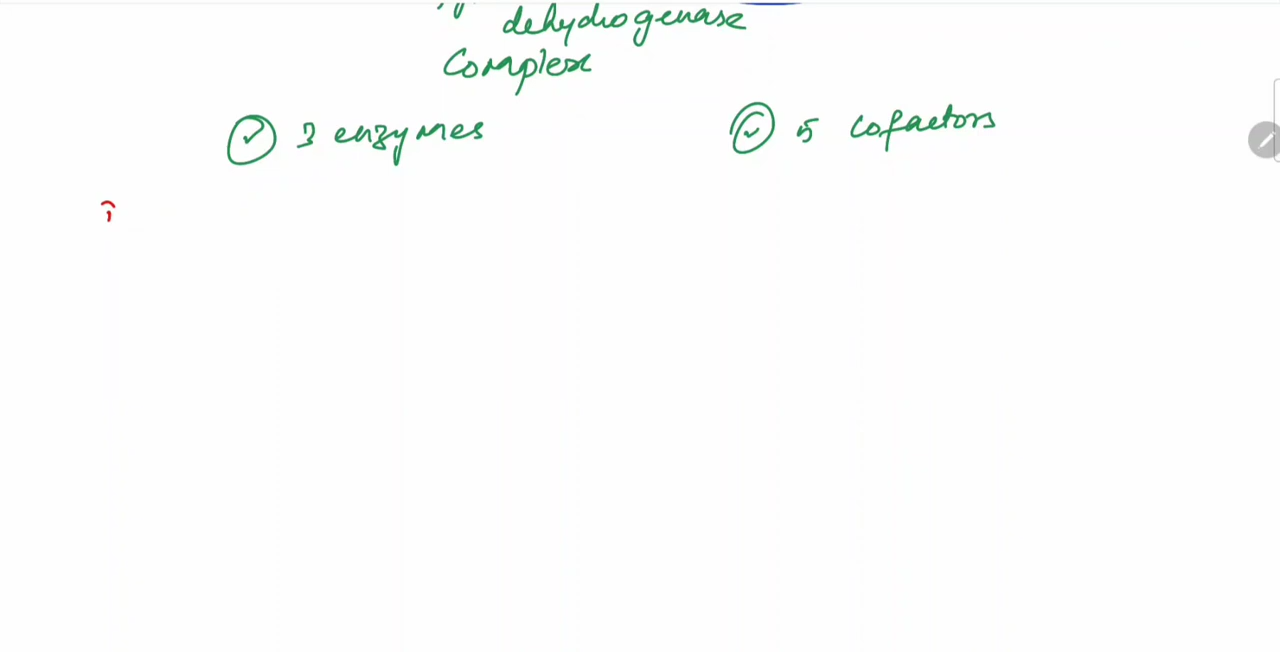 dehydrogenase
Complex
3 enzymes
5 cofactors